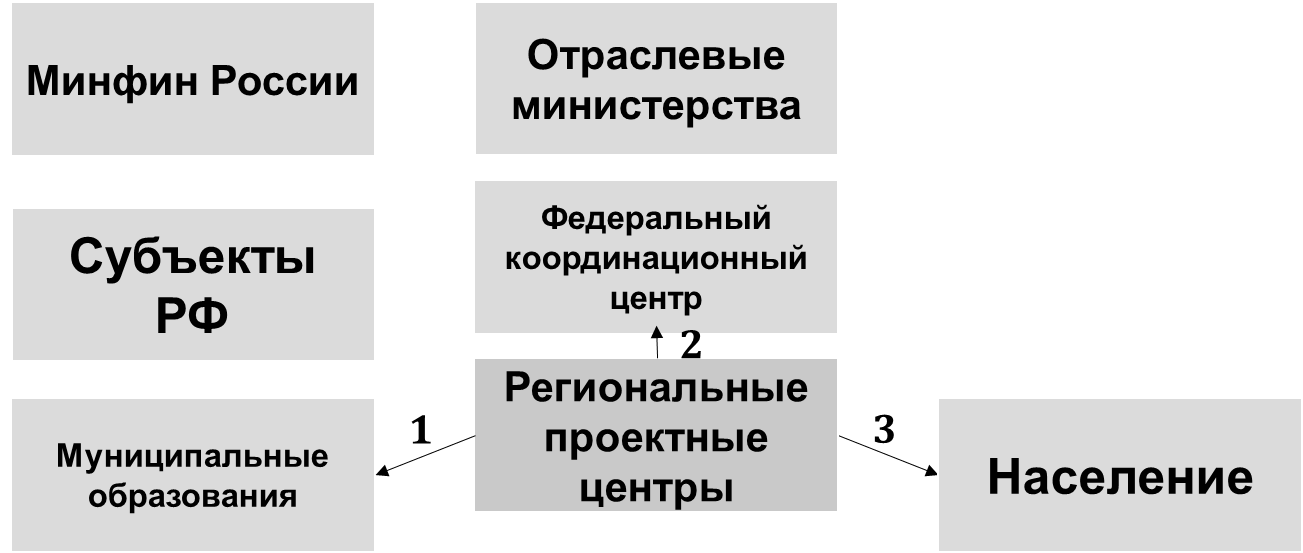 Минфин России
Отраслевые
министерства
Субъекты
РФ
Федеральный
координационный
центр
2
Региональные
проектные
центры
1
3
Муниципальные
образования
Население